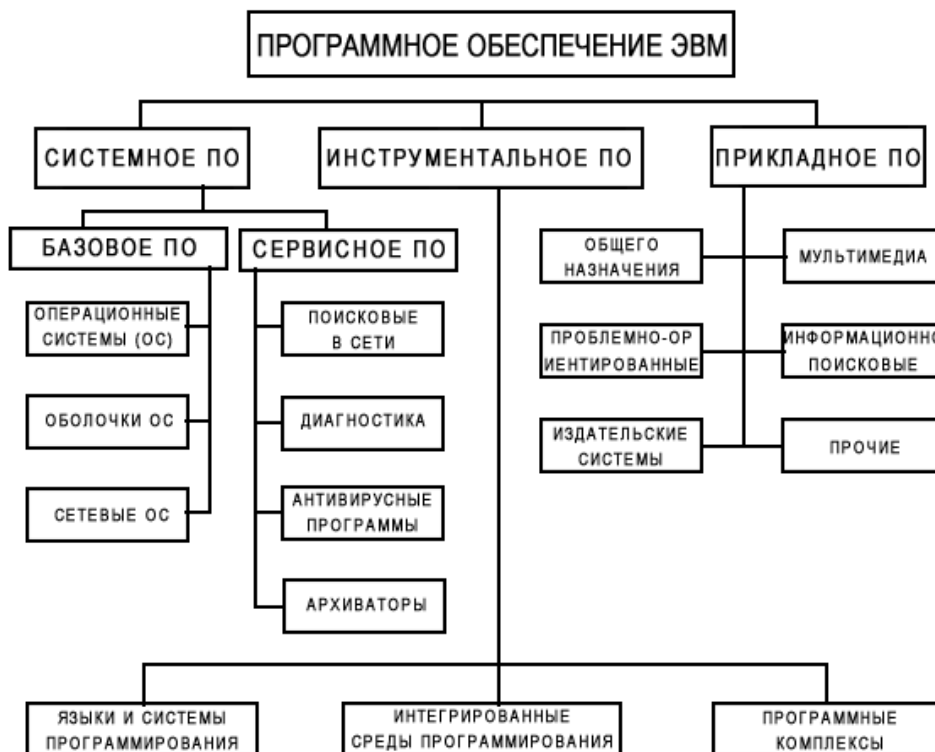 ПРОГРАММНОЕ ОБЕСПЕЧЕНИЕ ЭВМ
СИСТЕМНОЕ ПО
ИНСТРУМЕНТАЛЬНОЕ ПО
ПРИКЛАДНОЕ ПО
БАЗОВОЕ ПО
СЕРВИСНОЕ ПО
ОПЕРАЦИОННЫЕ
СИСТЕМЫ (ОС)
ОБОЛОЧКИ ОС
СЕТЕВЫЕ ОС
ПОИСКОВЫЕ
В СЕТИ
ДИАГНОСТИКА
АНТИВИРУСНЫЕ
ПРОГРАММЫ
АРХИВАТОРЫ
ОБЩЕГО
НАЗНАЧЕНИЯ
МУЛЬТИМЕДИА
ПРОБЛЕМНО-ОР
ИЕНТИРОВАННЫЕ
ИНФОРМАЦИОННО
ПОИСКОВЫЕ
ИЗДАТЕЛЬСКИЕ
СИСТЕМЫ
ПРОЧИЕ
ЯЗЫКИ И СИСТЕМЫ
ПРОГРАММИРОВАНИЯ
ИНТЕГРИРОВАННЫЕ
СРЕДЫ ПРОГРАММИРОВАНИЯ
ПРОГРАММНЫЕ
КОМПЛЕКСЫ